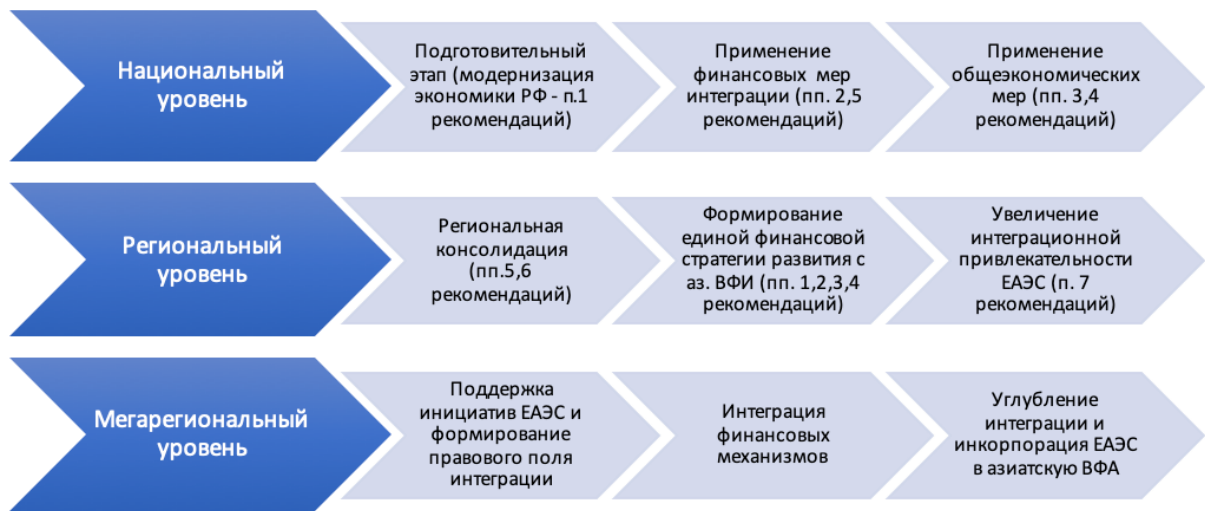 Национальный
уровень
Подготовительный
этап (модернизация
экономики РФ - п.1
рекомендаций)
Применение
финансовых мер
интеграции (пп. 2,5
рекомендаций)
Применение
общеэкономических
мер (пп. 3,4
рекомендаций)
Региональный
уровень
Региональная
консолидация
(пп.5,6
рекомендаций)
Формирование
единой финансовой
стратегии развития с
аз. ВФИ (пп. 1,2,3,4
рекомендаций)
Увеличение
интеграционной
привлекательности
ЕАЭС (п. 7
рекомендаций)
Мегарегиональный
уровень
Поддержка
инициатив ЕАЭС и
формирование
правового поля
интеграции
Интеграция
финансовых
механизмов
Углубление
интеграции и
инкорпорация ЕАЭС
в азиатскую ВФА